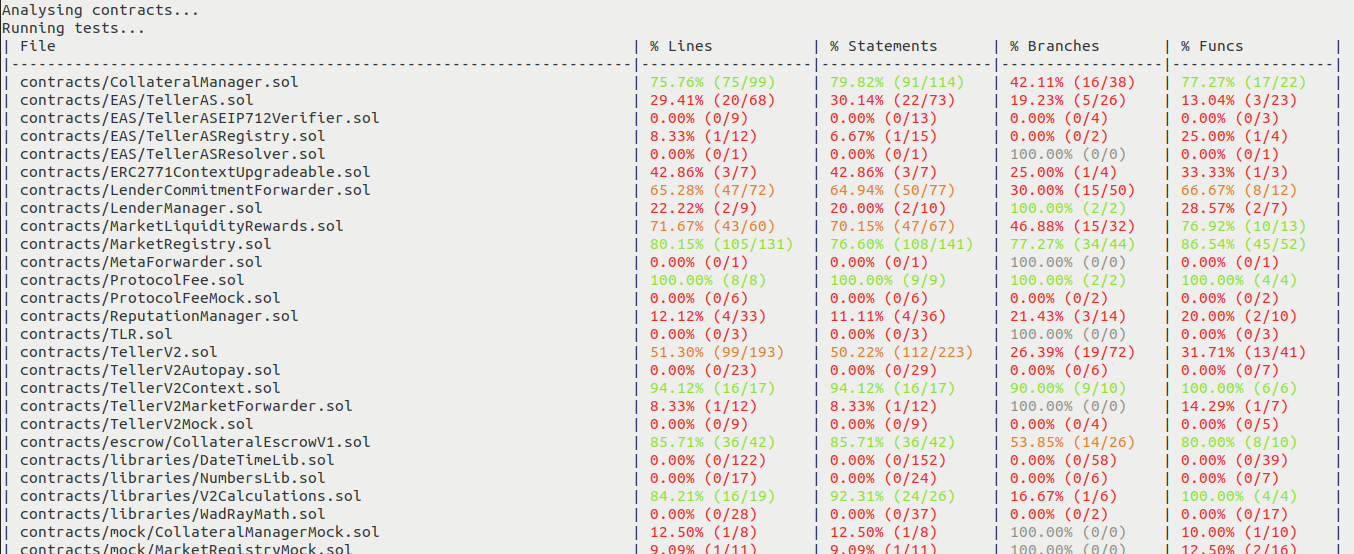 Analysing contracts...
Running tests...
| File | % Lines | % Statements | % Branches | % Funcs |
|----------------------------------------------------------------------|-------------------|-------------------|------------------|------------------|
| contracts/CollateralManager.sol | 75.76% (75/99) | 79.82% (91/114) | 42.11% (16/38) | 77.27% (17/22) |
| contracts/EAS/TellerAS.sol | 29.41% (20/68) | 30.14% (22/73) | 19.23% (5/26) | 13.04% (3/23) |
| contracts/EAS/TellerASEIP712Verifier.sol | 0.00% (0/9) | 0.00% (0/13) | 0.00% (0/4) | 0.00% (0/3) |
| contracts/EAS/TellerASRegistry.sol | 8.33% (1/12) | 6.67% (1/15) | 0.00% (0/2) | 25.00% (1/4) |
| contracts/EAS/TellerASResolver.sol | 0.00% (0/1) | 0.00% (0/1) | 100.00% (0/0) | 0.00% (0/1) |
| contracts/ERC2771ContextUpgradeable.sol | 42.86% (3/7) | 42.86% (3/7) | 25.00% (1/4) | 33.33% (1/3) |
| contracts/LenderCommitmentForwarder.sol | 65.28% (47/72) | 64.94% (50/77) | 30.00% (15/50) | 66.67% (8/12) |
| contracts/LenderManager.sol | 22.22% (2/9) | 20.00% (2/10) | 100.00% (2/2) | 28.57% (2/7) |
| contracts/MarketLiquidityRewards.sol | 71.67% (43/60) | 70.15% (47/67) | 46.88% (15/32) | 76.92% (10/13) |
| contracts/MarketRegistry.sol | 80.15% (105/131) | 76.60% (108/141) | 77.27% (34/44) | 86.54% (45/52) |
| contracts/MetaForwarder.sol | 0.00% (0/1) | 0.00% (0/1) | 100.00% (0/0) | 0.00% (0/1) |
| contracts/ProtocolFee.sol | 100.00% (8/8) | 100.00% (9/9) | 100.00% (2/2) | 100.00% (4/4) |
| contracts/ProtocolFeeMock.sol | 0.00% (0/6) | 0.00% (0/6) | 0.00% (0/2) | 0.00% (0/2) |
| contracts/ReputationManager.sol | 12.12% (4/33) | 11.11% (4/36) | 21.43% (3/14) | 20.00% (2/10) |
| contracts/TLR.sol | 0.00% (0/3) | 0.00% (0/3) | 100.00% (0/0) | 0.00% (0/3) |
| contracts/TellerV2.sol | 51.30% (99/193) | 50.22% (112/223) | 26.39% (19/72) | 31.71% (13/41) |
| contracts/TellerV2Autopay.sol | 0.00% (0/23) | 0.00% (0/29) | 0.00% (0/6) | 0.00% (0/7) |
| contracts/TellerV2Context.sol | 94.12% (16/17) | 94.12% (16/17) | 90.00% (9/10) | 100.00% (6/6) |
| contracts/TellerV2MarketForwarder.sol | 8.33% (1/12) | 8.33% (1/12) | 100.00% (0/0) | 14.29% (1/7) |
| contracts/TellerV2Mock.sol | 0.00% (0/9) | 0.00% (0/9) | 0.00% (0/4) | 0.00% (0/5) |
| contracts/escrow/CollateralEscrowV1.sol | 85.71% (36/42) | 85.71% (36/42) | 53.85% (14/26) | 80.00% (8/10) |
| contracts/libraries/DateTimeLib.sol | 0.00% (0/122) | 0.00% (0/152) | 0.00% (0/58) | 0.00% (0/39) |
| contracts/libraries/NumbersLib.sol | 0.00% (0/17) | 0.00% (0/24) | 0.00% (0/6) | 0.00% (0/7) |
| contracts/libraries/V2Calculations.sol | 84.21% (16/19) | 92.31% (24/26) | 16.67% (1/6) | 100.00% (4/4) |
| contracts/libraries/WadRayMath.sol | 0.00% (0/28) | 0.00% (0/37) | 0.00% (0/2) | 0.00% (0/17) |
| contracts/mock/CollateralManagerMock.sol | 12.50% (1/8) | 12.50% (1/8) | 100.00% (0/0) | 10.00% (1/10) |
| contracts/mock/MarketRegistryMock.sol | 9.09% (1/11) | 9.09% (1/11) | 100.00% (0/0) | 12.50% (2/16) |